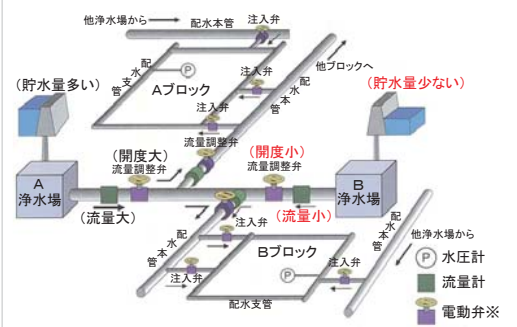 他浄水場から
配水本管
注入弁
他ブロックへ
配水支管
P
Aブロック
注入弁
配水本管
注入弁
(貯水量多い)
(貯水量少ない)
流量調整弁
(開度大)
流量調整弁
(開度小)
流量調整弁
A
浄水場
B
浄水場
(流量大)
(流量小)
配水本管
注入弁
Bブロック
配水本管
他浄水場から
注入弁
P
注入弁
配水支管
P 水圧計
流量計
電動弁※